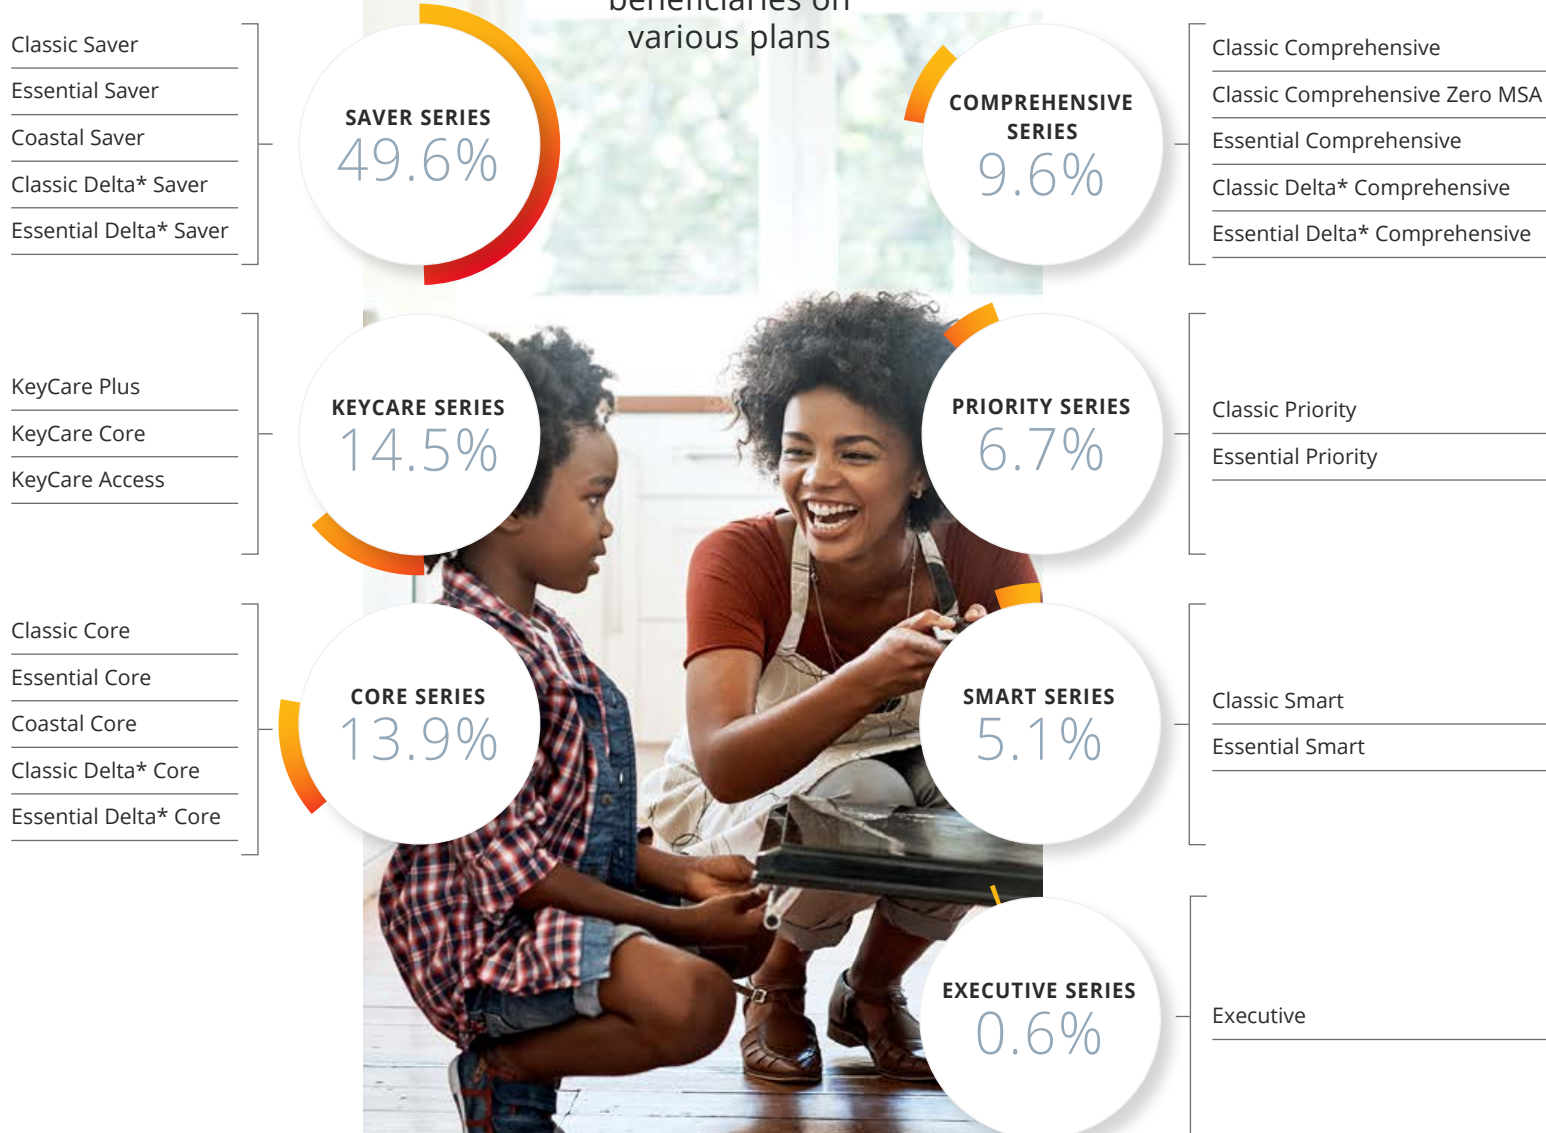 beneficiaries on
various plans
Classic Saver
Essential Saver
Coastal Saver
Classic Delta* Saver
Essential Delta* Saver
SAVER SERIES
49.6%
KeyCare Plus
KeyCare Core
KeyCare Access
KEYCARE SERIES
14.5%
Classic Core
Essential Core
Coastal Core
Classic Delta* Core
Essential Delta* Core
CORE SERIES
13.9%
COMPREHENSIVE
SERIES
9.6%
Classic Comprehensive
Classic Comprehensive Zero MSA
Essential Comprehensive
Classic Delta* Comprehensive
Essential Delta* Comprehensive
PRIORITY SERIES
6.7%
Classic Priority
Essential Priority
SMART SERIES
5.1%
Classic Smart
Essential Smart
EXECUTIVE SERIES
0.6%
Executive